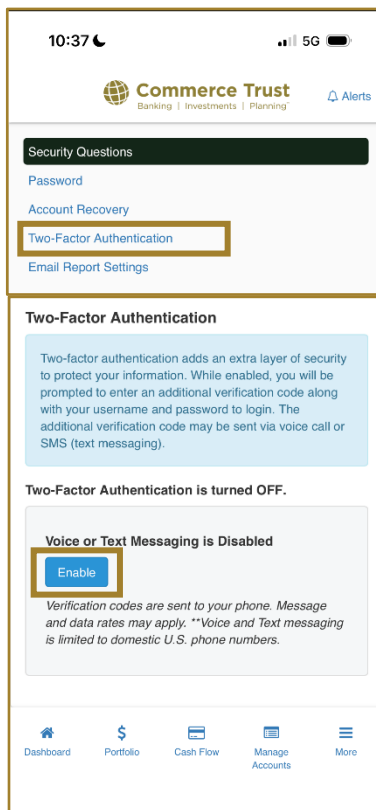 10:37
5G
Commerce Trust
Banking | Investments | Planning
Alerts
Security Questions
Password
Account Recovery
Two-Factor Authentication
Email Report Settings
Two-Factor Authentication
Two-factor authentication adds an extra layer of security
to protect your information. While enabled, you will be
prompted to enter an additional verification code along
with your username and password to login. The
additional verification code may be sent via voice call or
SMS (text messaging).
Two-Factor Authentication is turned OFF.
Voice or Text Messaging is Disabled
Enable
Verification codes are sent to your phone. Message
and data rates may apply. **Voice and Text messaging
is limited to domestic U.S. phone numbers.
Dashboard
Portfolio
Cash Flow
Manage
Accounts
More